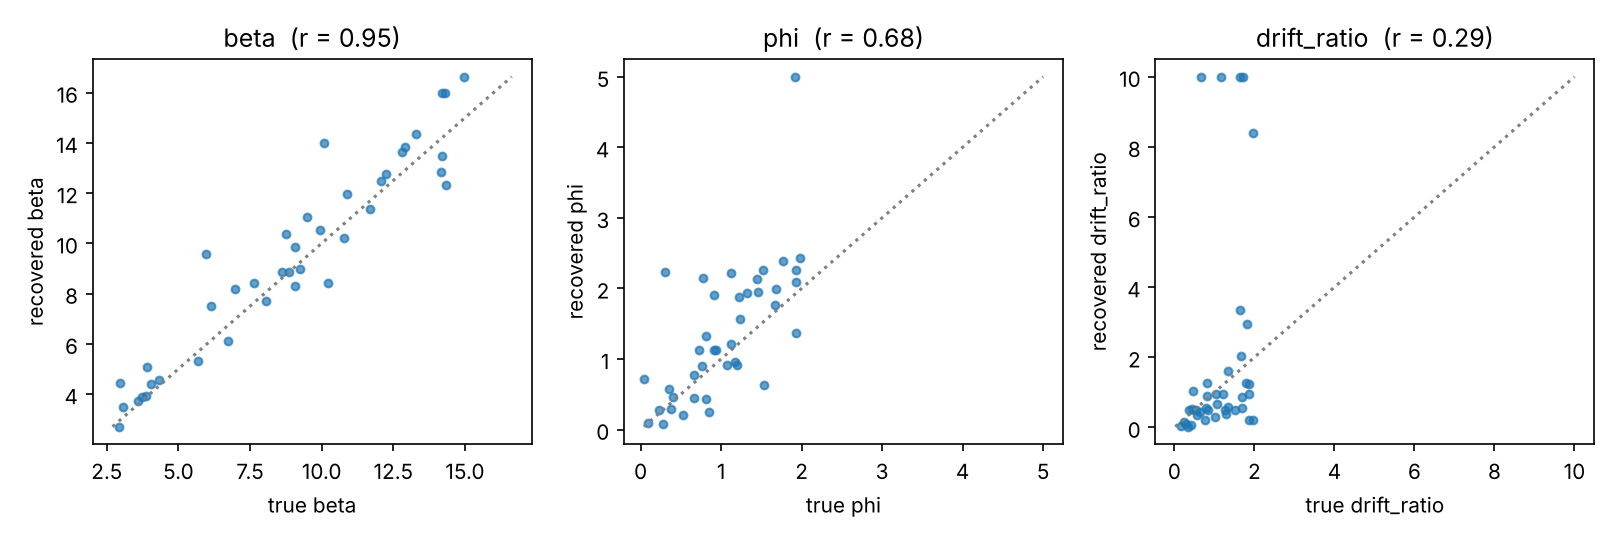 beta (r = 0.95)
recovered beta
16
14
12
10
8
6
4
2.5 5.0 7.5 10.0 12.5 15.0
true beta
phi (r = 0.68)
recovered phi
5
4
3
2
1
0
0 1 2 3 4 5
true phi
drift_ratio (r = 0.29)
recovered drift_ratio
10
8
6
4
2
0
0 2 4 6 8 10
true drift_ratio